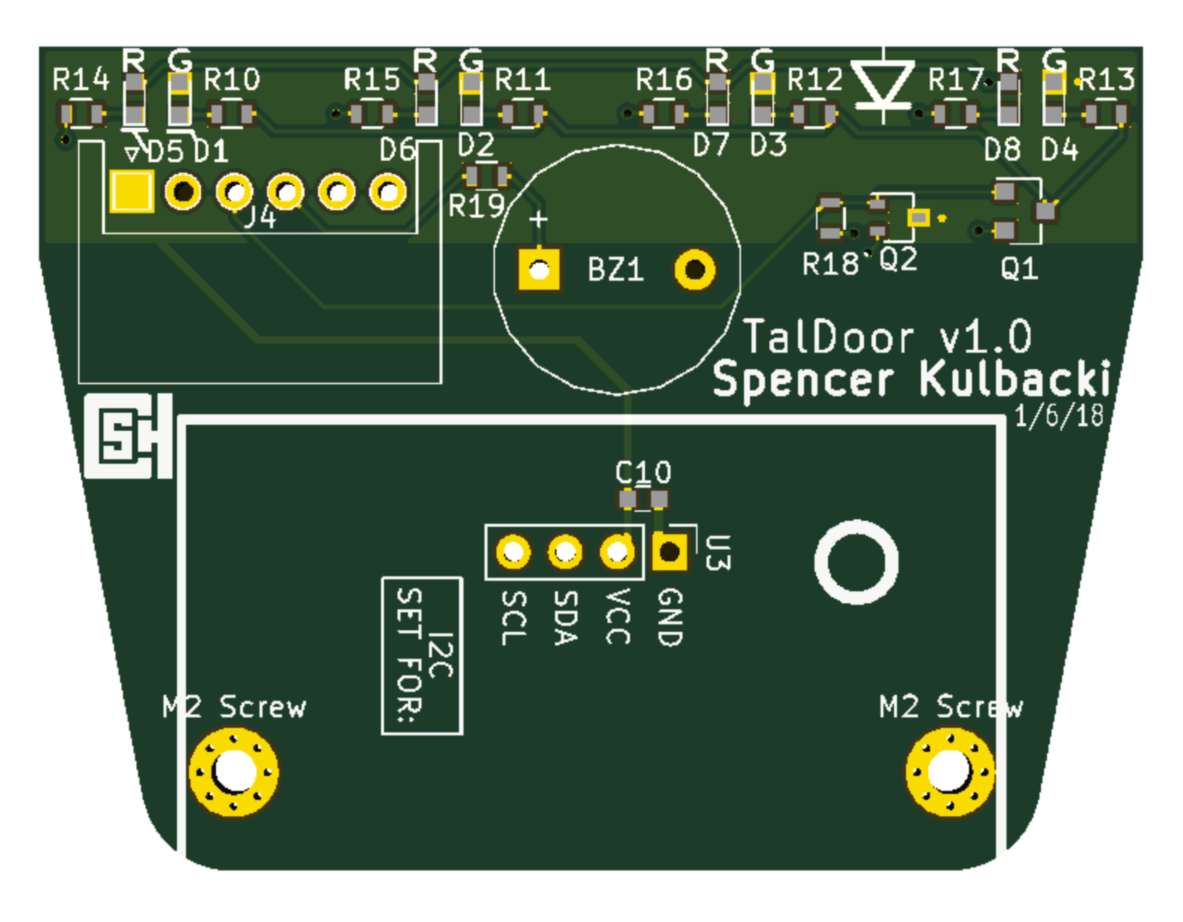 R G R G R G R G
R14 R10 R15 R11 R16 R12 R17 R13
D5 D1 D6 D2 D7 D3 D8 D4
J4
R19
+
BZ1
R18 Q2 Q1
TalDoor v1.0
Spencer Kulbacki
1/6/18
C10
U3
SCL
SDA
VCC
GND
I2C
SET FOR:
M2 Screw M2 Screw